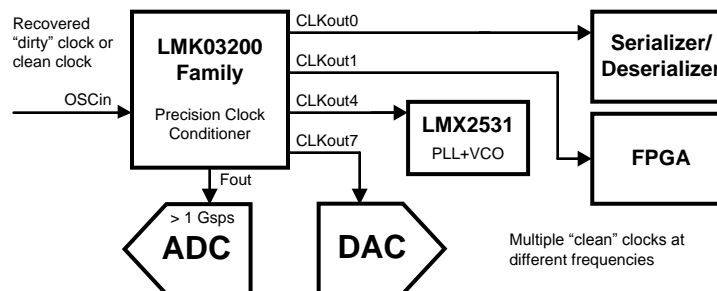 Recovered
“dirty” clock or
clean clock
OSCin
LMK03200
Family
Precision Clock
Conditioner
CLKout0
CLKout1
CLKout4
CLKout7
Fout
Serializer/
Deserializer
LMX2531
PLL+VCO
FPGA
> 1 Gsps
ADC
DAC
Multiple “clean” clocks at
different frequencies